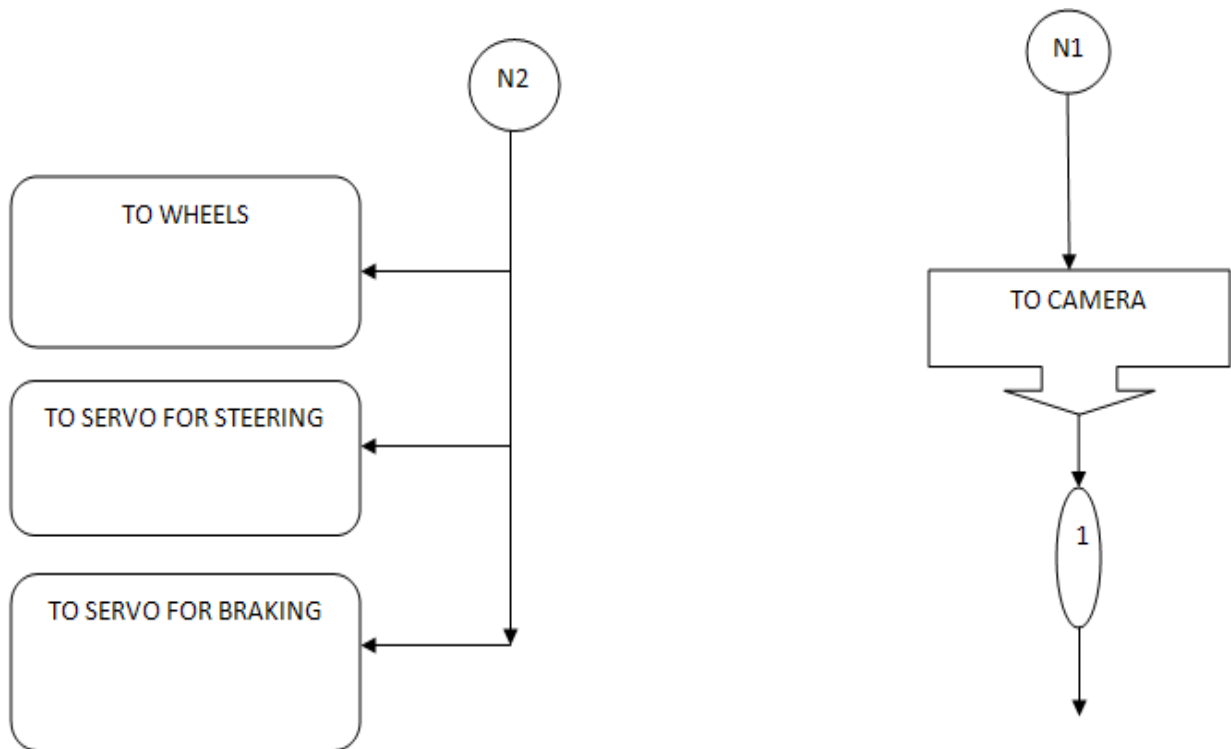 N2
TO WHEELS
TO SERVO FOR STEERING
TO SERVO FOR BRAKING
N1
TO CAMERA
1